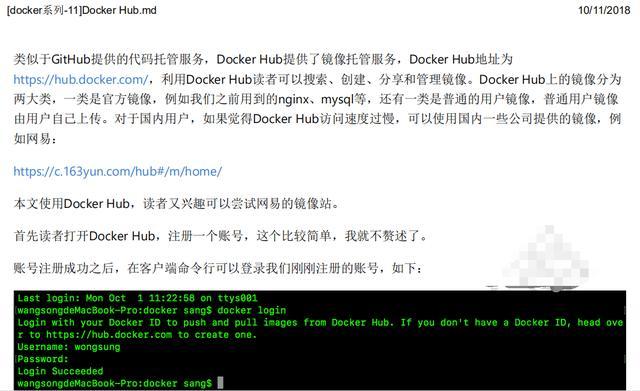 [docker系列-11]Docker Hub.md
10/11/2018
类似于GitHub提供的代码托管服务，Docker Hub提供了镜像托管服务，Docker Hub地址为
https://hub.docker.com/，利用Docker Hub读者可以搜索、创建、分享和管理镜像。Docker Hub上的镜像分为
两大类，一类是官方镜像，例如我们之前用到的nginx、mysql等，还有一类是普通的用户镜像，普通用户镜像
由用户自己上传。对于国内用户，如果觉得Docker Hub访问速度过慢，可以使用国内一些公司提供的镜像，例
如网易：
https://c.163yun.com/hub#/m/home/
本文使用Docker Hub，读者又兴趣可以尝试网易的镜像站。
首先读者打开Docker Hub，注册一个账号，这个比较简单，我就不赘述了。
账号注册成功之后，在客户端命令行可以登录我们刚刚注册的账号，如下：
Last login: Mon Oct  1 11:22:58 on ttys001
wangsongdeMacBook-Pro:docker sang$ docker login
Login with your Docker ID to push and pull images from Docker Hub. If you don't have a Docker ID, head ove
r to https://hub.docker.com to create one.
Username: wongsung
Password:
Login Succeeded
wangsongdeMacBook-Pro:docker sang$